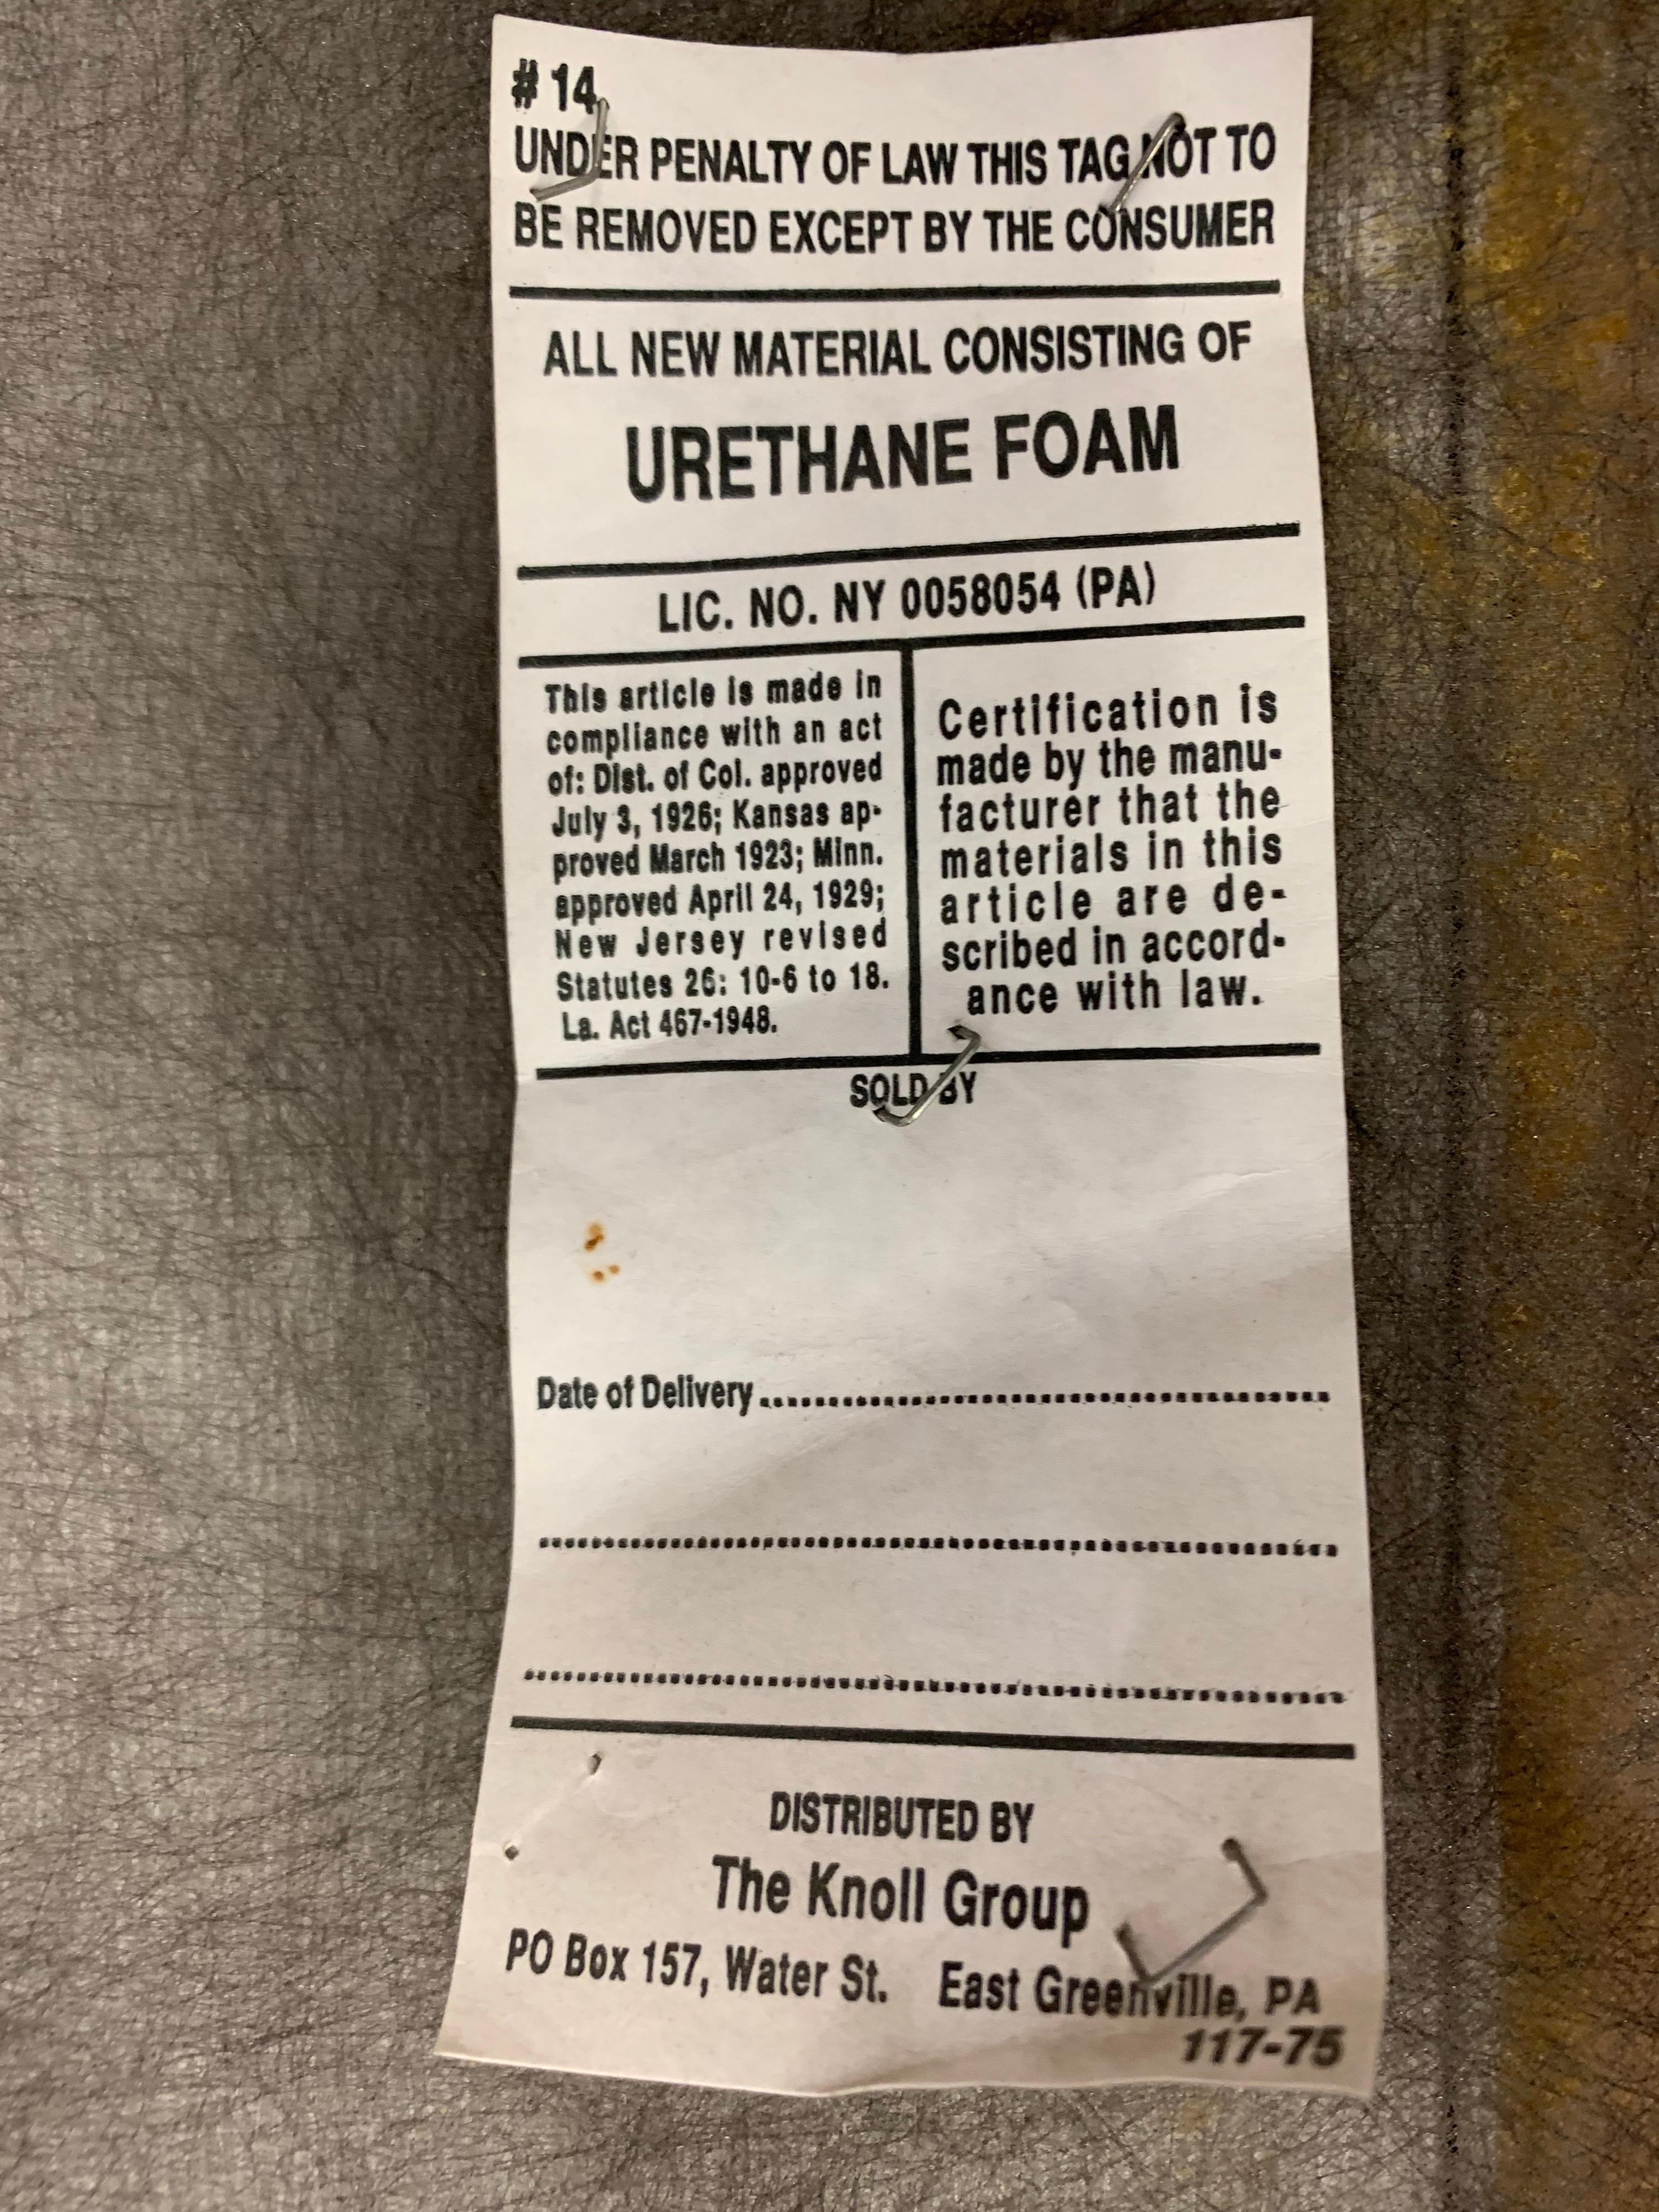 # 14
UNDER PENALTY OF LAW THIS TAG NOT TO
BE REMOVED EXCEPT BY THE CONSUMER
ALL NEW MATERIAL CONSISTING OF
URETHANE FOAM
LIC. NO. NY 0058054 (PA)
This article is made in
compliance with an act
of: Dist. of Col. approved
July 3, 1926; Kansas ap-
proved March 1923; Minn.
approved April 24, 1929;
New Jersey revised
Statutes 26: 10-6 to 18.
La. Act 467-1948.
Certification is
made by the manu-
facturer that the
materials in this
article are de-
scribed in accord-
ance with law.
SOLD BY
Date of Delivery
DISTRIBUTED BY
The Knoll Group
PO Box 157, Water St. East Greenville, PA
117-75